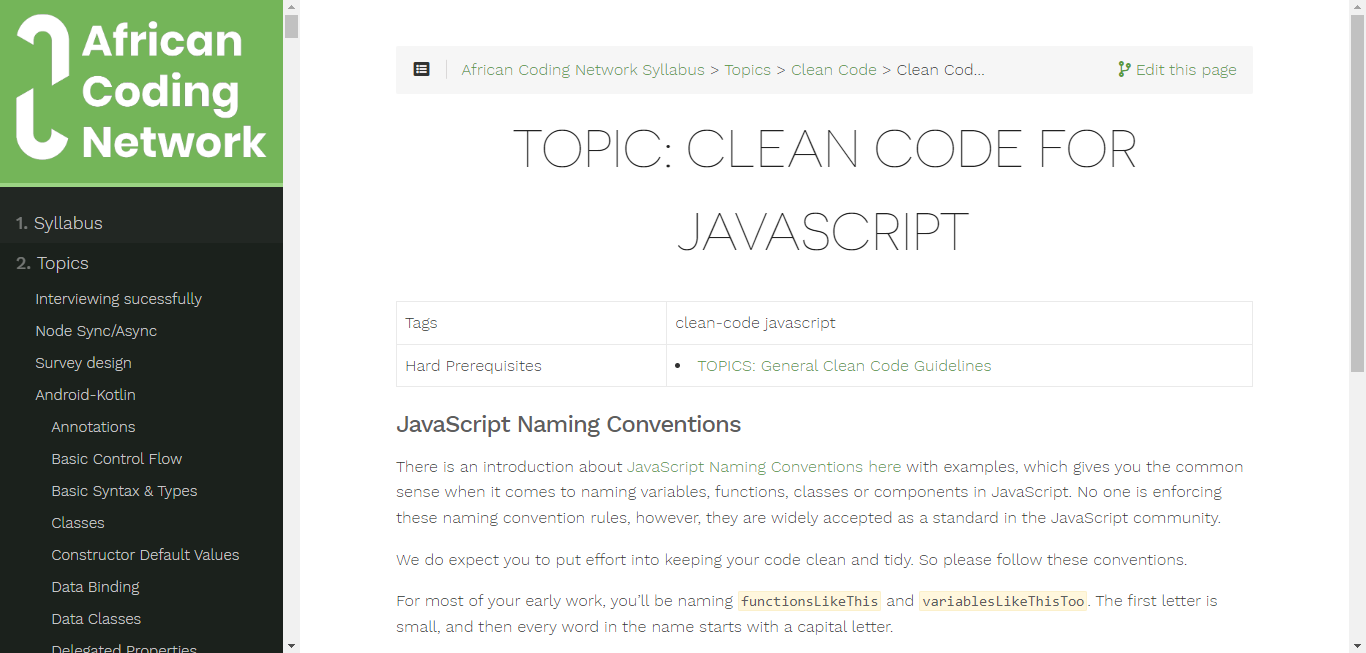 African
Coding
Network
1. Syllabus
2. Topics
Interviewing sucessfully
Node Sync/Async
Survey design
Android-Kotlin
Annotations
Basic Control Flow
Basic Syntax & Types
Classes
Constructor Default Values
Data Binding
Data Classes
Delegated Properties
African Coding Network Syllabus > Topics > Clean Code > Clean Cod...
Edit this page
TOPIC: CLEAN CODE FOR
JAVASCRIPT
Tags clean-code javascript
Hard Prerequisites • TOPICS: General Clean Code Guidelines
JavaScript Naming Conventions
There is an introduction about JavaScript Naming Conventions here with examples, which gives you the common
sense when it comes to naming variables, functions, classes or components in JavaScript. No one is enforcing
these naming convention rules, however, they are widely accepted as a standard in the JavaScript community.
We do expect you to put effort into keeping your code clean and tidy. So please follow these conventions.
For most of your early work, you'll be naming functionsLikeThis and variablesLikeThisToo. The first letter is
small, and then every word in the name starts with a capital letter.